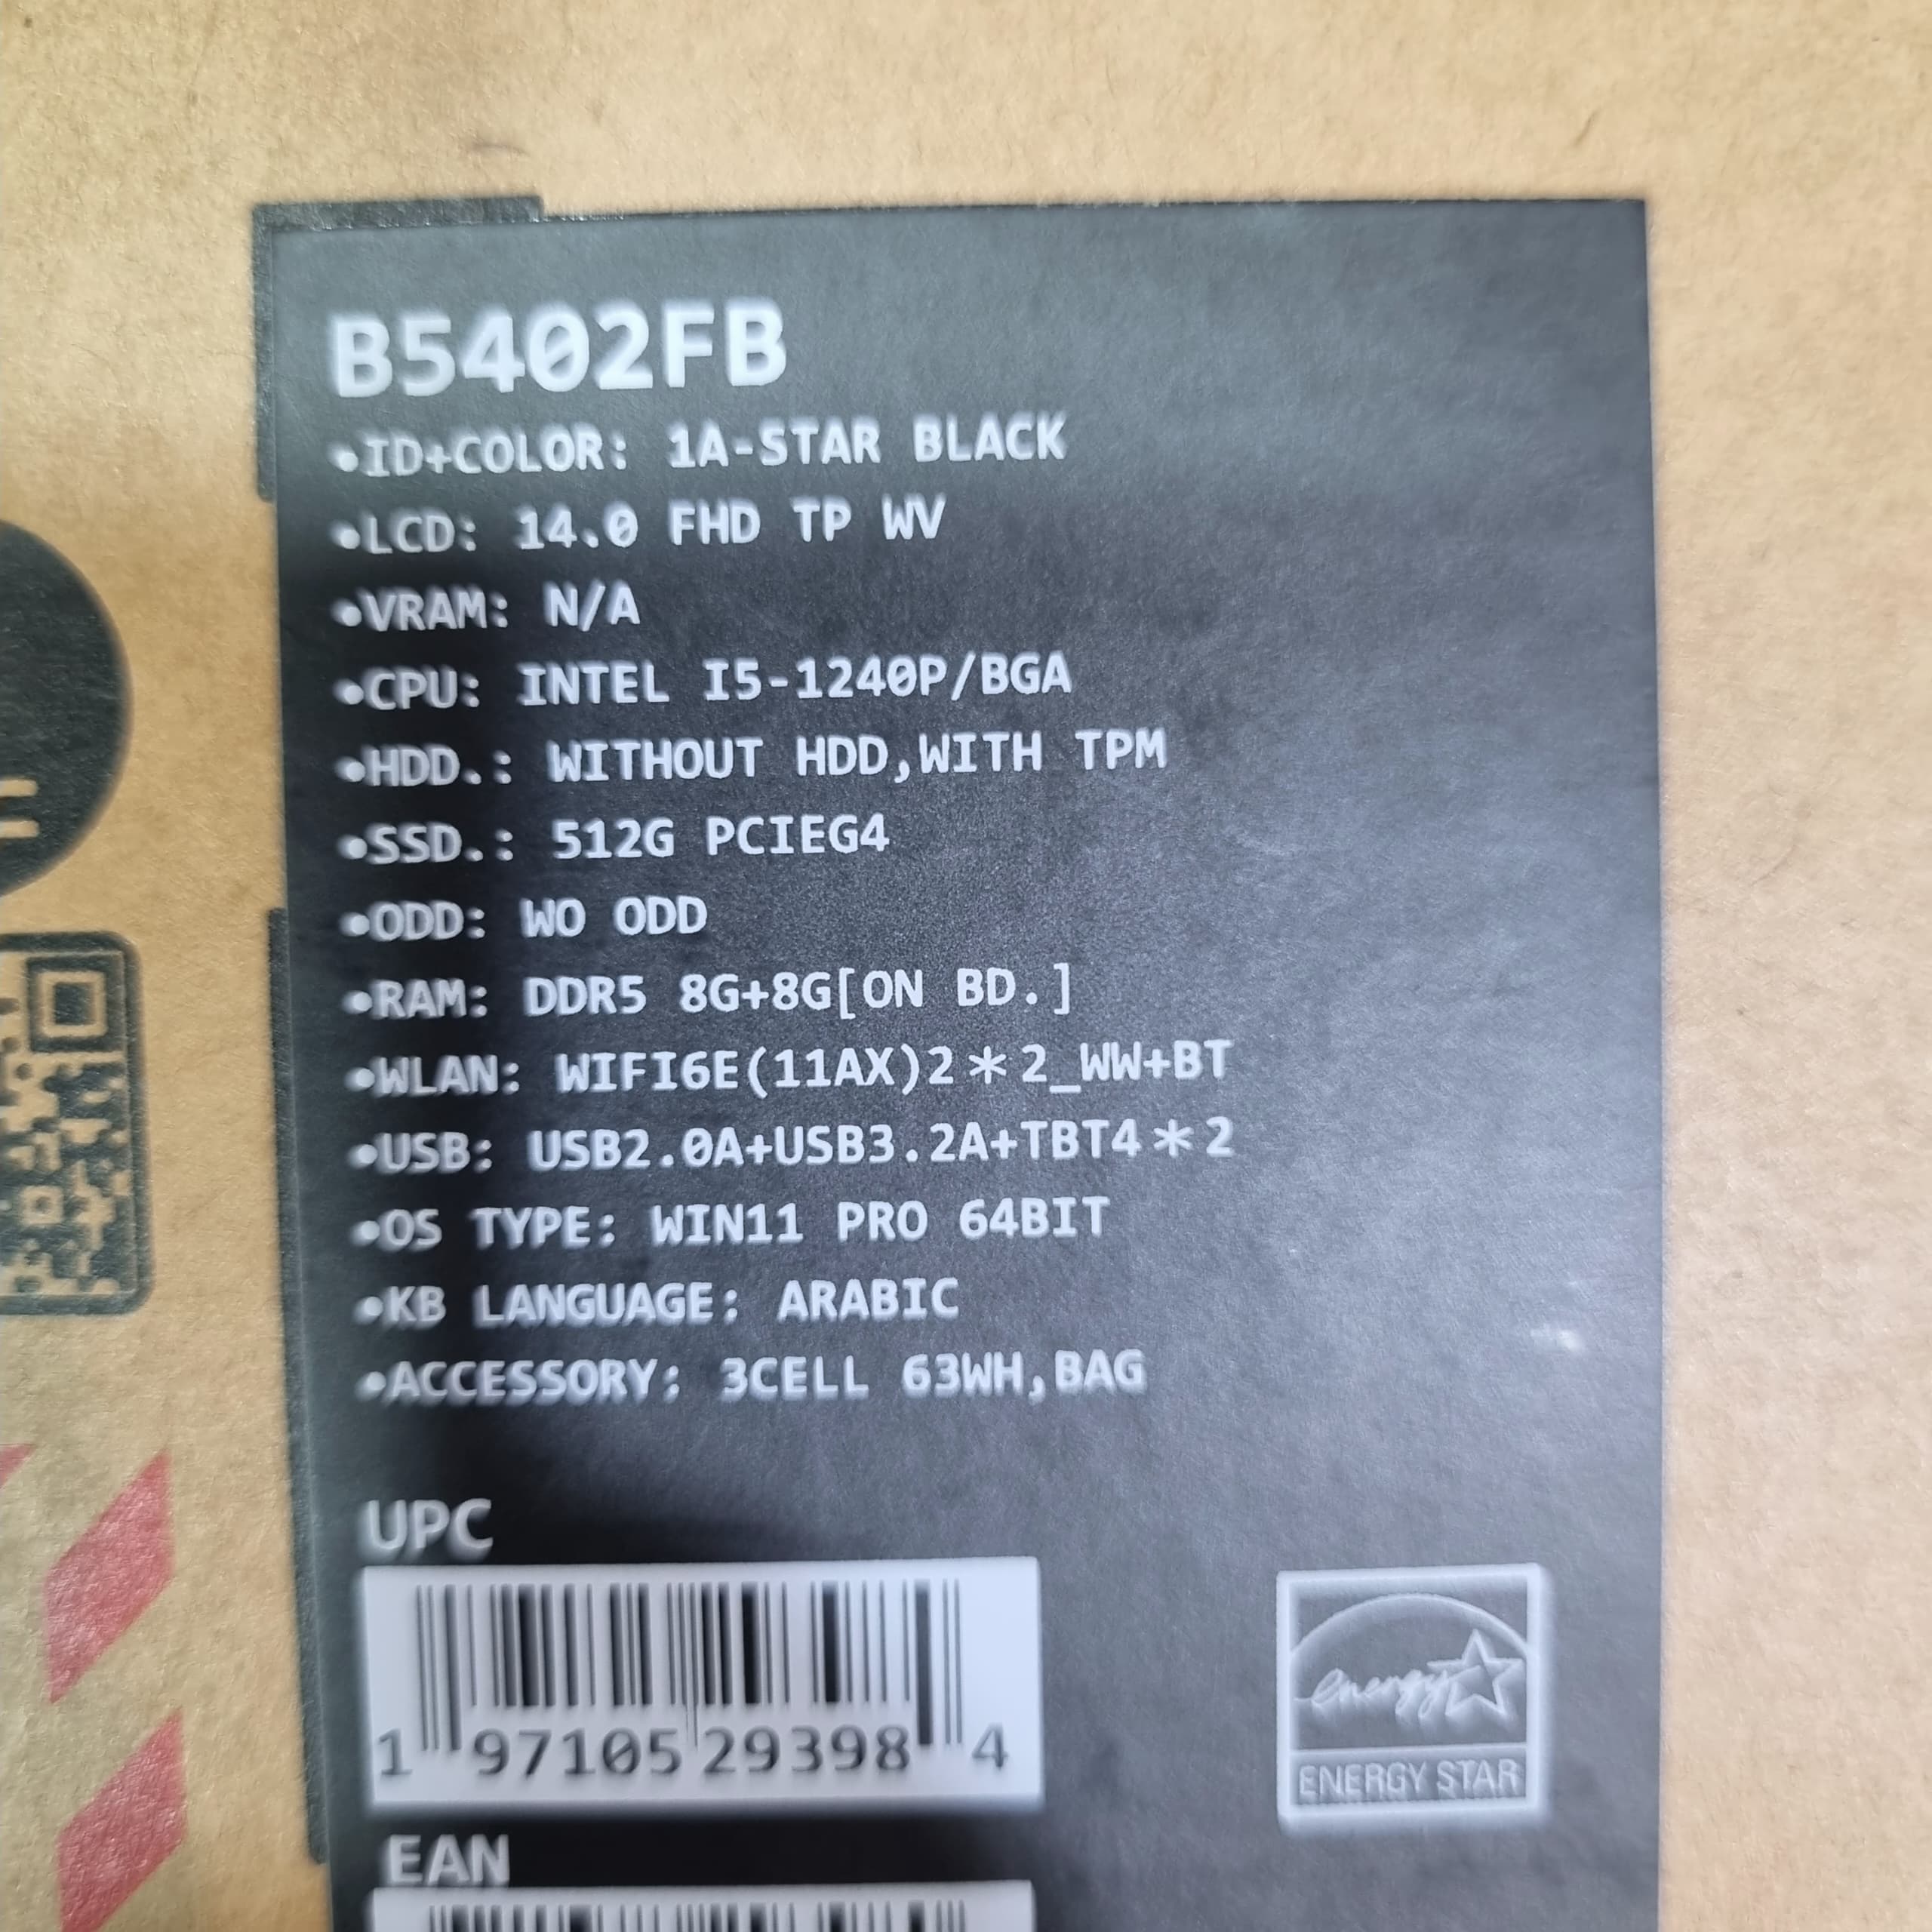 B5402FB
•ID+COLOR: 1A-STAR BLACK
•LCD: 14.0 FHD TP WV
•VRAM: N/A
•CPU: INTEL I5-1240P/BGA
•HDD.: WITHOUT HDD,WITH TPM
•SSD.: 512G PCIEG4
•ODD: WO ODD
•RAM: DDR5 8G+8G[ON BD.]
•WLAN: WIFI6E(11AX)2*2_WW+BT
•USB: USB2.0A+USB3.2A+TBT4*2
•OS TYPE: WIN11 PRO 64BIT
•KB LANGUAGE: ARABIC
•ACCESSORY: 3CELL 63WH,BAG
UPC
1 97105 29398 4
energy
ENERGY STAR
EAN